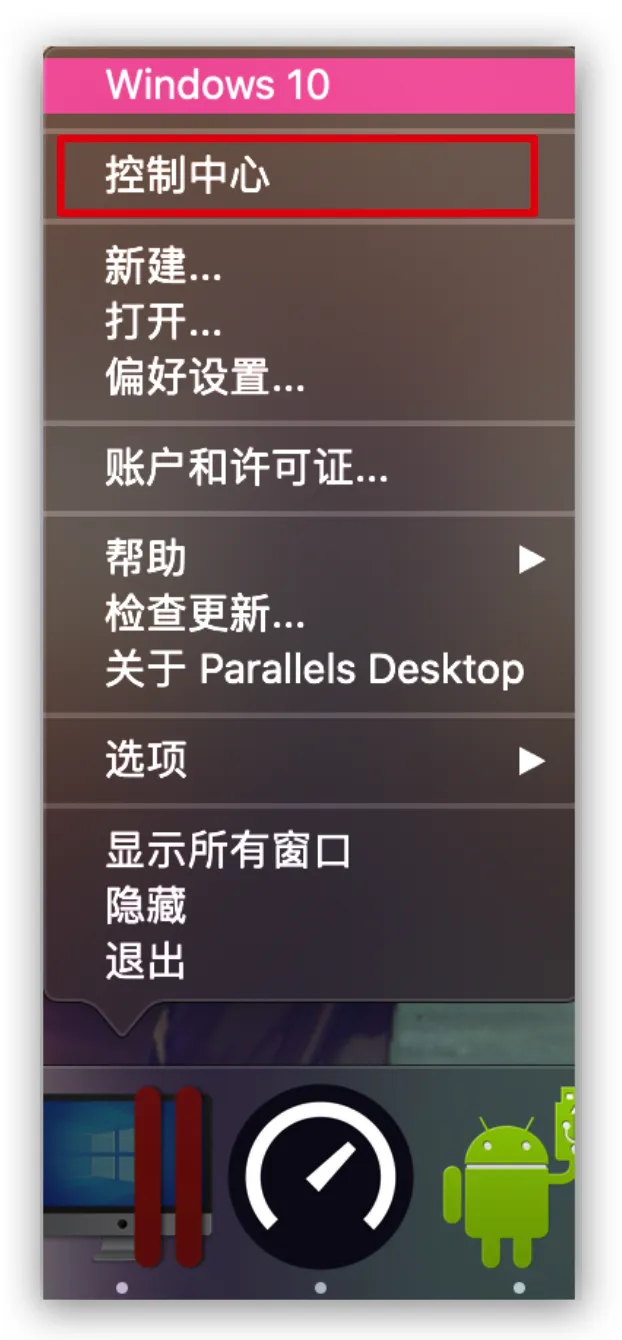 Windows 10
控制中心
新建...
打开...
偏好设置...
账户和许可证...
帮助
检查更新...
关于 Parallels Desktop
选项
显示所有窗口
隐藏
退出